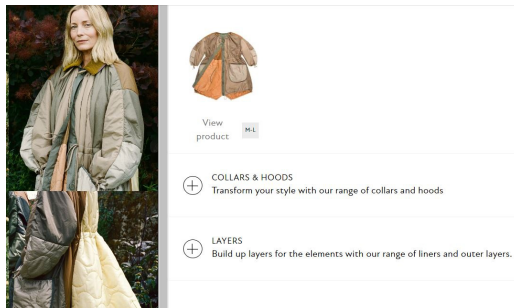 View
product
M-L
COLLARS & HOODS
Transform your style with our range of collars and hoods
LAYERS
Build up layers for the elements with our range of liners and outer layers.